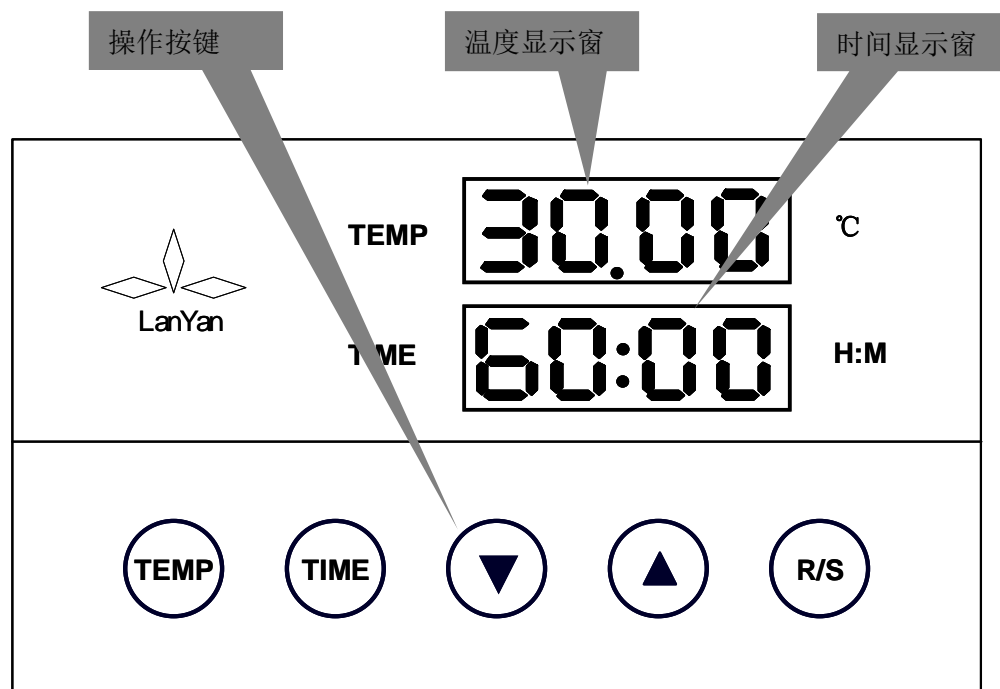 操作按键
温度显示窗
时间显示窗
TEMP 30.00 ℃
LanYan
TIME 60:00 H:M
TEMP TIME ▼ ▲ R/S